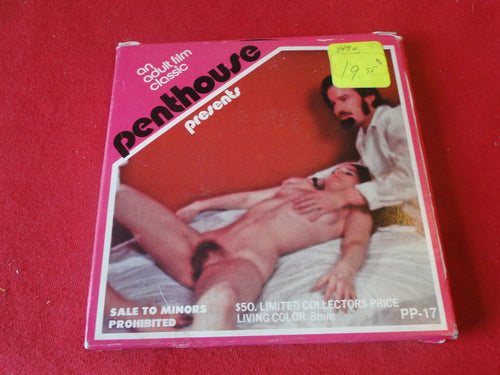 an
adult film
classic
penthouse
presents
19.95
SALE TO MINORS
PROHIBITED
$50. LIMITED COLLECTORS PRICE
LIVING COLOR 8mm
PP-17